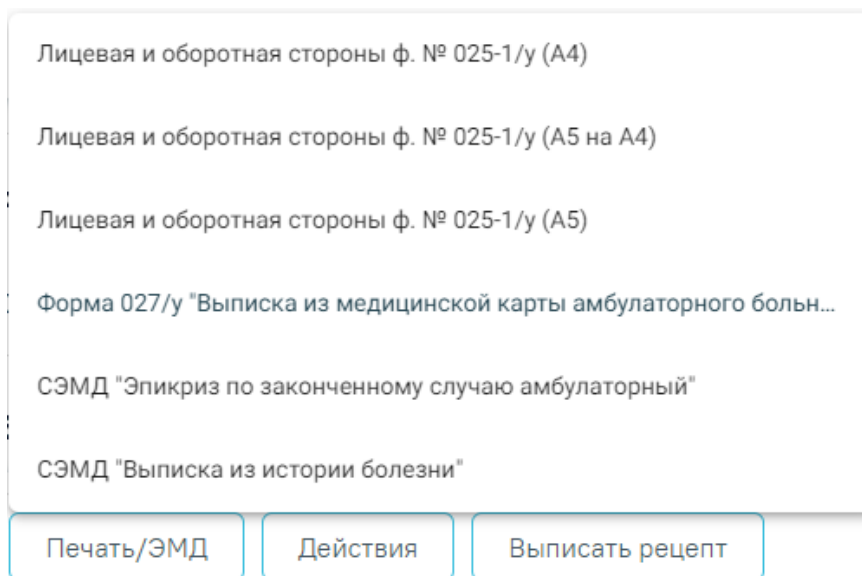 Лицевая и оборотная стороны ф. № 025-1/у (А4)
Лицевая и оборотная стороны ф. № 025-1/у (А5 на А4)
Лицевая и оборотная стороны ф. № 025-1/у (А5)
Форма 027/у "Выписка из медицинской карты амбулаторного больн...
СЭМД "Эпикриз по законченному случаю амбулаторный"
СЭМД "Выписка из истории болезни"
Печать/ЭМД Действия Выписать рецепт